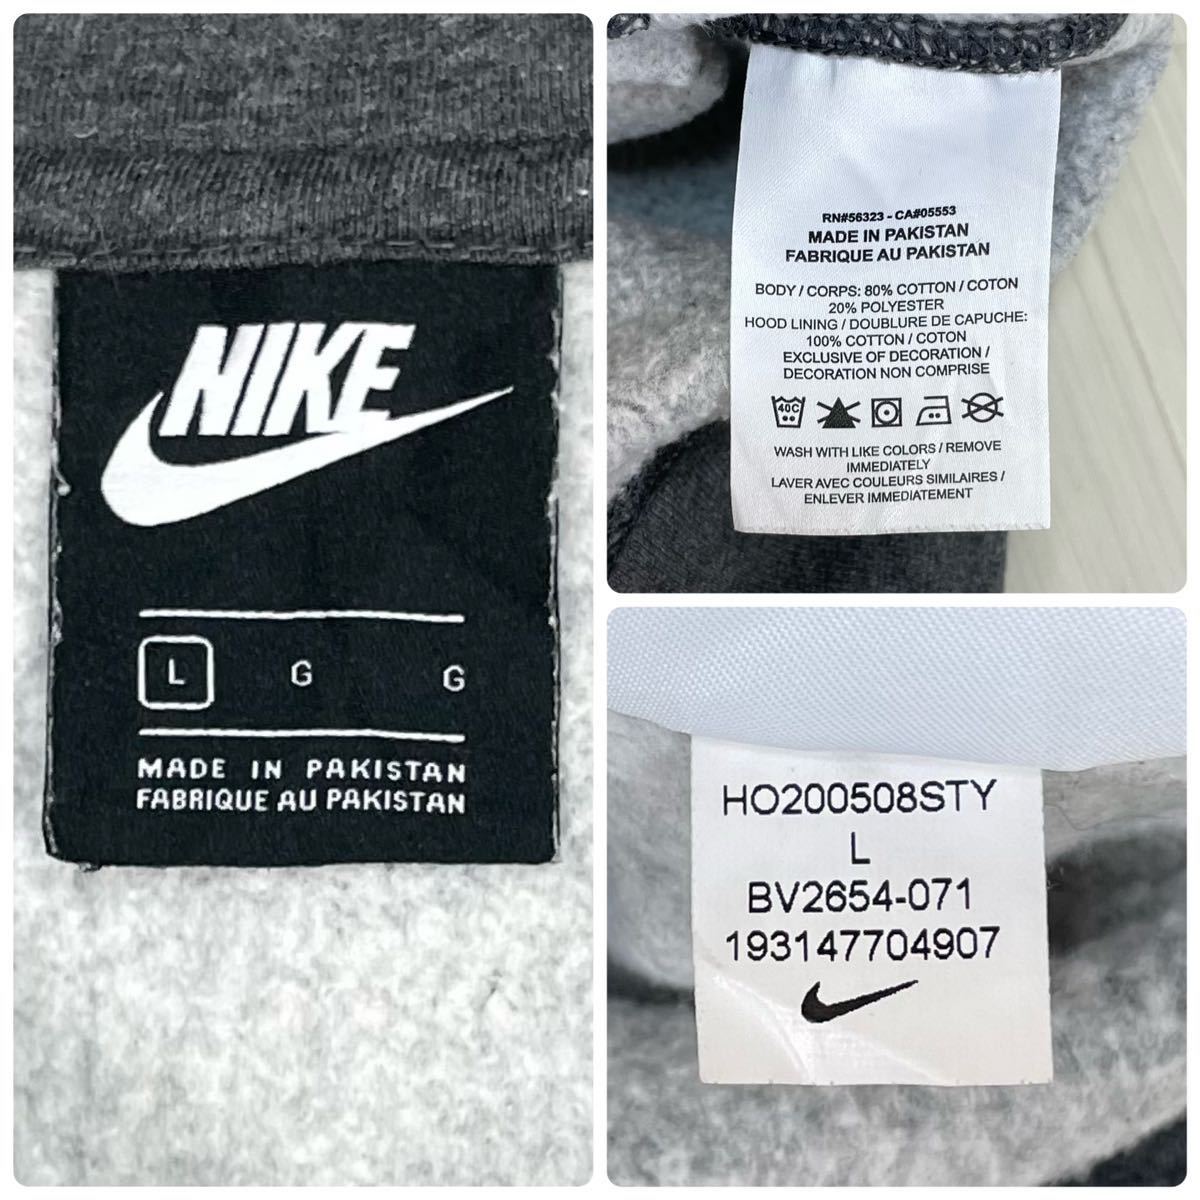 NIKE
L G G
MADE IN PAKISTAN
FABRIQUE AU PAKISTAN
RN#56323 - CA#05553
MADE IN PAKISTAN
FABRIQUE AU PAKISTAN
BODY / CORPS: 80% COTTON / COTON
20% POLYESTER
HOOD LINING / DOUBLURE DE CAPUCHE:
100% COTTON / COTON
EXCLUSIVE OF DECORATION /
DECORATION NON COMPRISE
40C
WASH WITH LIKE COLORS / REMOVE
IMMEDIATELY
LAVER AVEC COULEURS SIMILAIRES /
ENLEVER IMMEDIATEMENT
HO200508STY
L
BV2654-071
193147704907